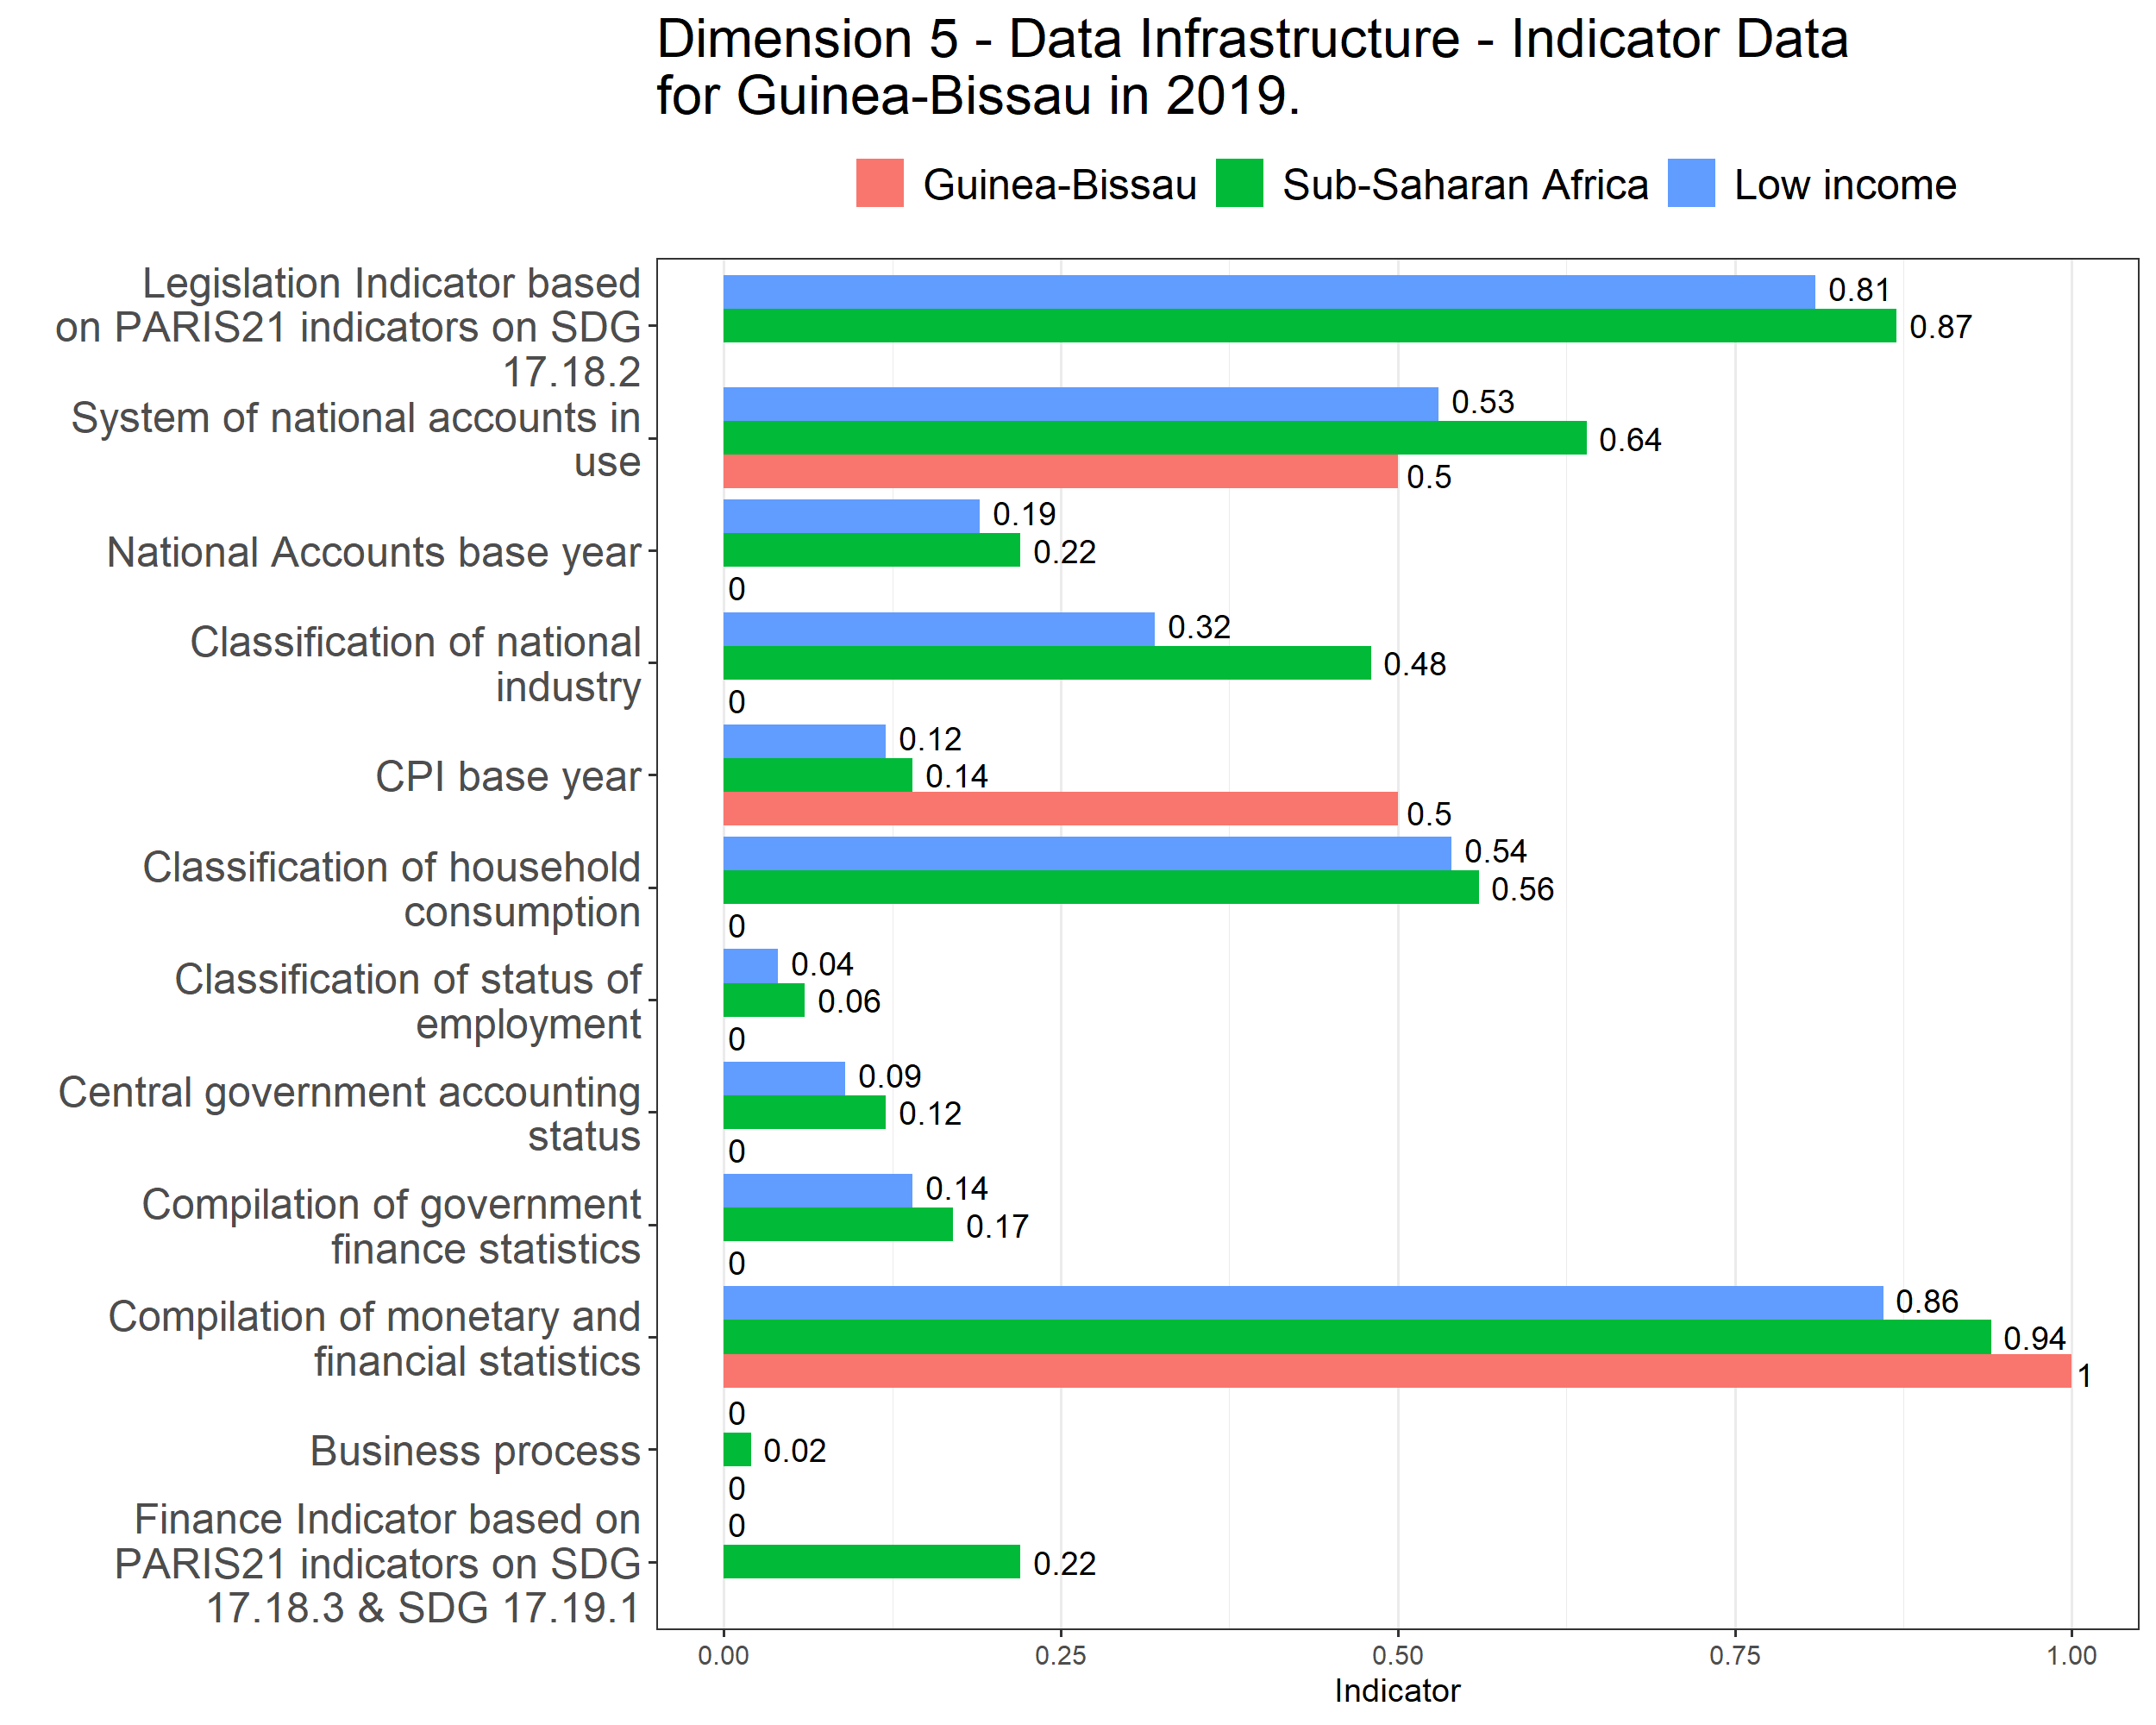 Dimension 5 - Data Infrastructure - Indicator Data
for Guinea-Bissau in 2019.
Guinea-Bissau Sub-Saharan Africa Low income
Legislation Indicator based
on PARIS21 indicators on SDG
17.18.2
0.81
0.87
System of national accounts in
use
0.53
0.64
0.5
National Accounts base year
0.19
0.22
0
Classification of national
industry
0.32
0.48
0
CPI base year
0.12
0.14
0.5
Classification of household
consumption
0.54
0.56
0
Classification of status of
employment
0.04
0.06
0
Central government accounting
status
0.09
0.12
0
Compilation of government
finance statistics
0.14
0.17
0
Compilation of monetary and
financial statistics
0.86
0.94
1
Business process
0
0.02
0
Finance Indicator based on
PARIS21 indicators on SDG
17.18.3 & SDG 17.19.1
0
0.22
0.00 0.25 0.50 0.75 1.00
Indicator